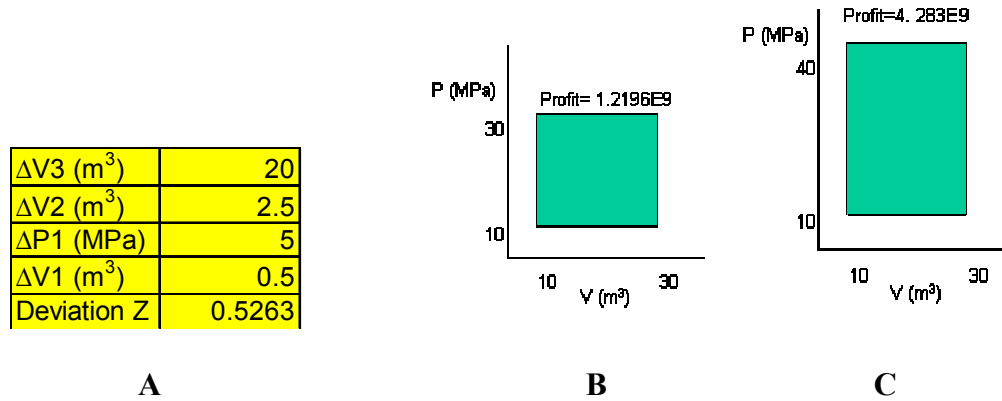 ΔV3 (m³) 20
ΔV2 (m³) 2.5
ΔP1 (MPa) 5
ΔV1 (m³) 0.5
Deviation Z 0.5263
A
P (MPa)
Profit= 1.2196E9
30
10
10 30
V (m³)
B
Profit=4. 283E9
P (MPa)
40
10
10 30
V (m³)
C